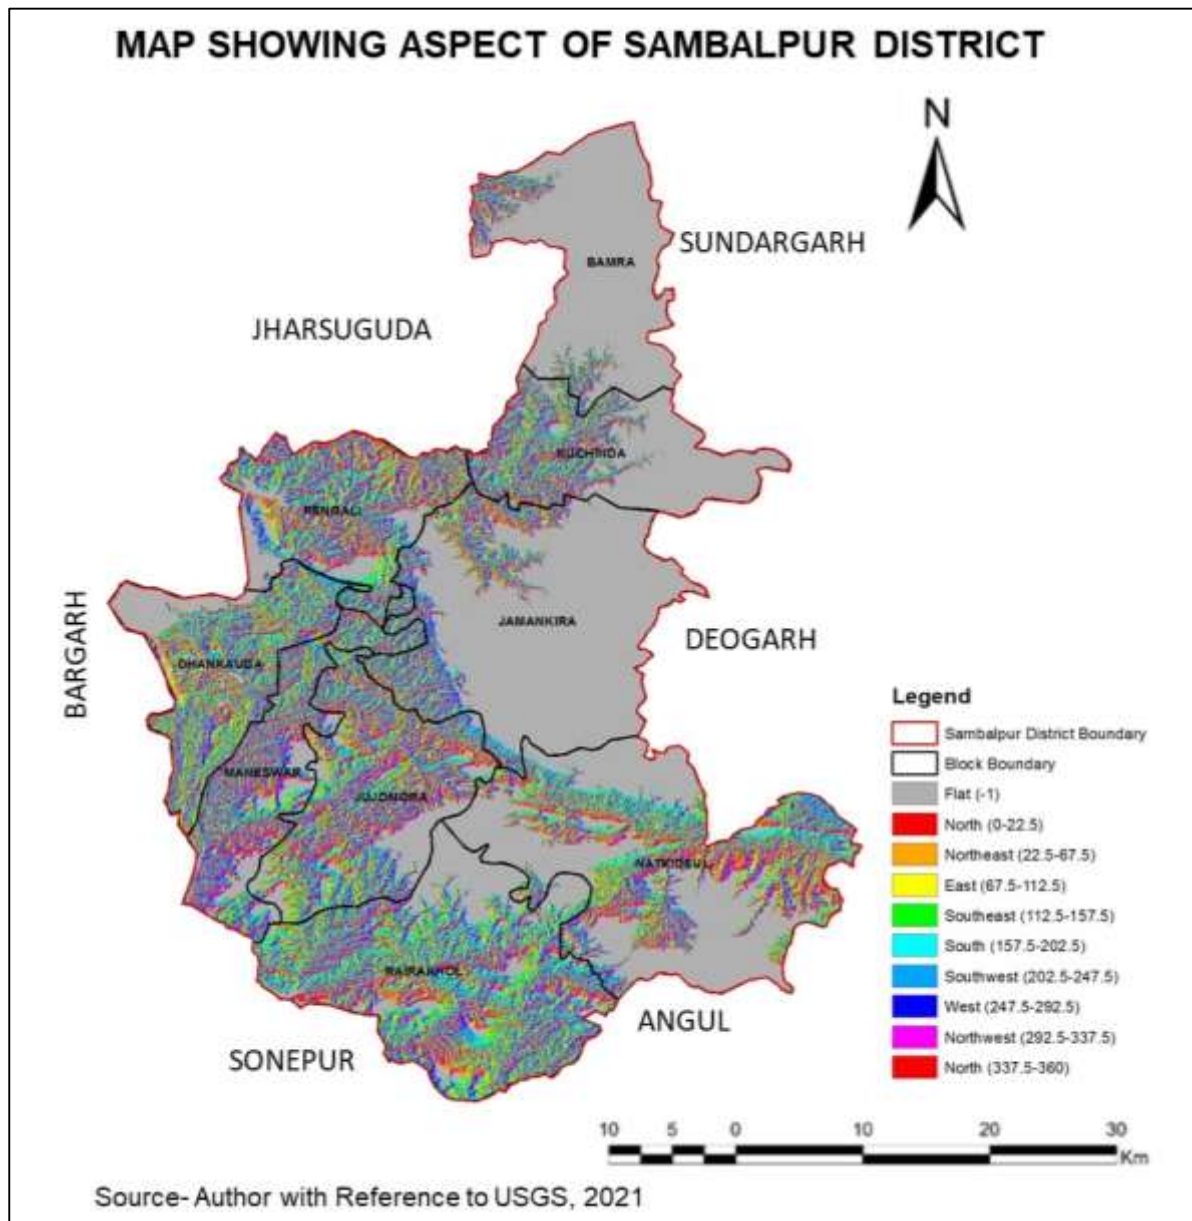 MAP SHOWING ASPECT OF SAMBALPUR DISTRICT
N
SUNDARGARH
BAMRA
JHARSUGUDA
KUCHINDA
RENGALI
BARGARH
JAMANKIRA
DEOGARH
DHANKAUDA
MANESWAR
JUJOMORA
NATKIDEUL
RAIRAKHOL
ANGUL
SONEPUR
Legend
Sambalpur District Boundary
Block Boundary
Flat (-1)
North (0-22.5)
Northeast (22.5-67.5)
East (67.5-112.5)
Southeast (112.5-157.5)
South (157.5-202.5)
Southwest (202.5-247.5)
West (247.5-292.5)
Northwest (292.5-337.5)
North (337.5-360)
10 5 0 10 20 30
Km
Source- Author with Reference to USGS, 2021